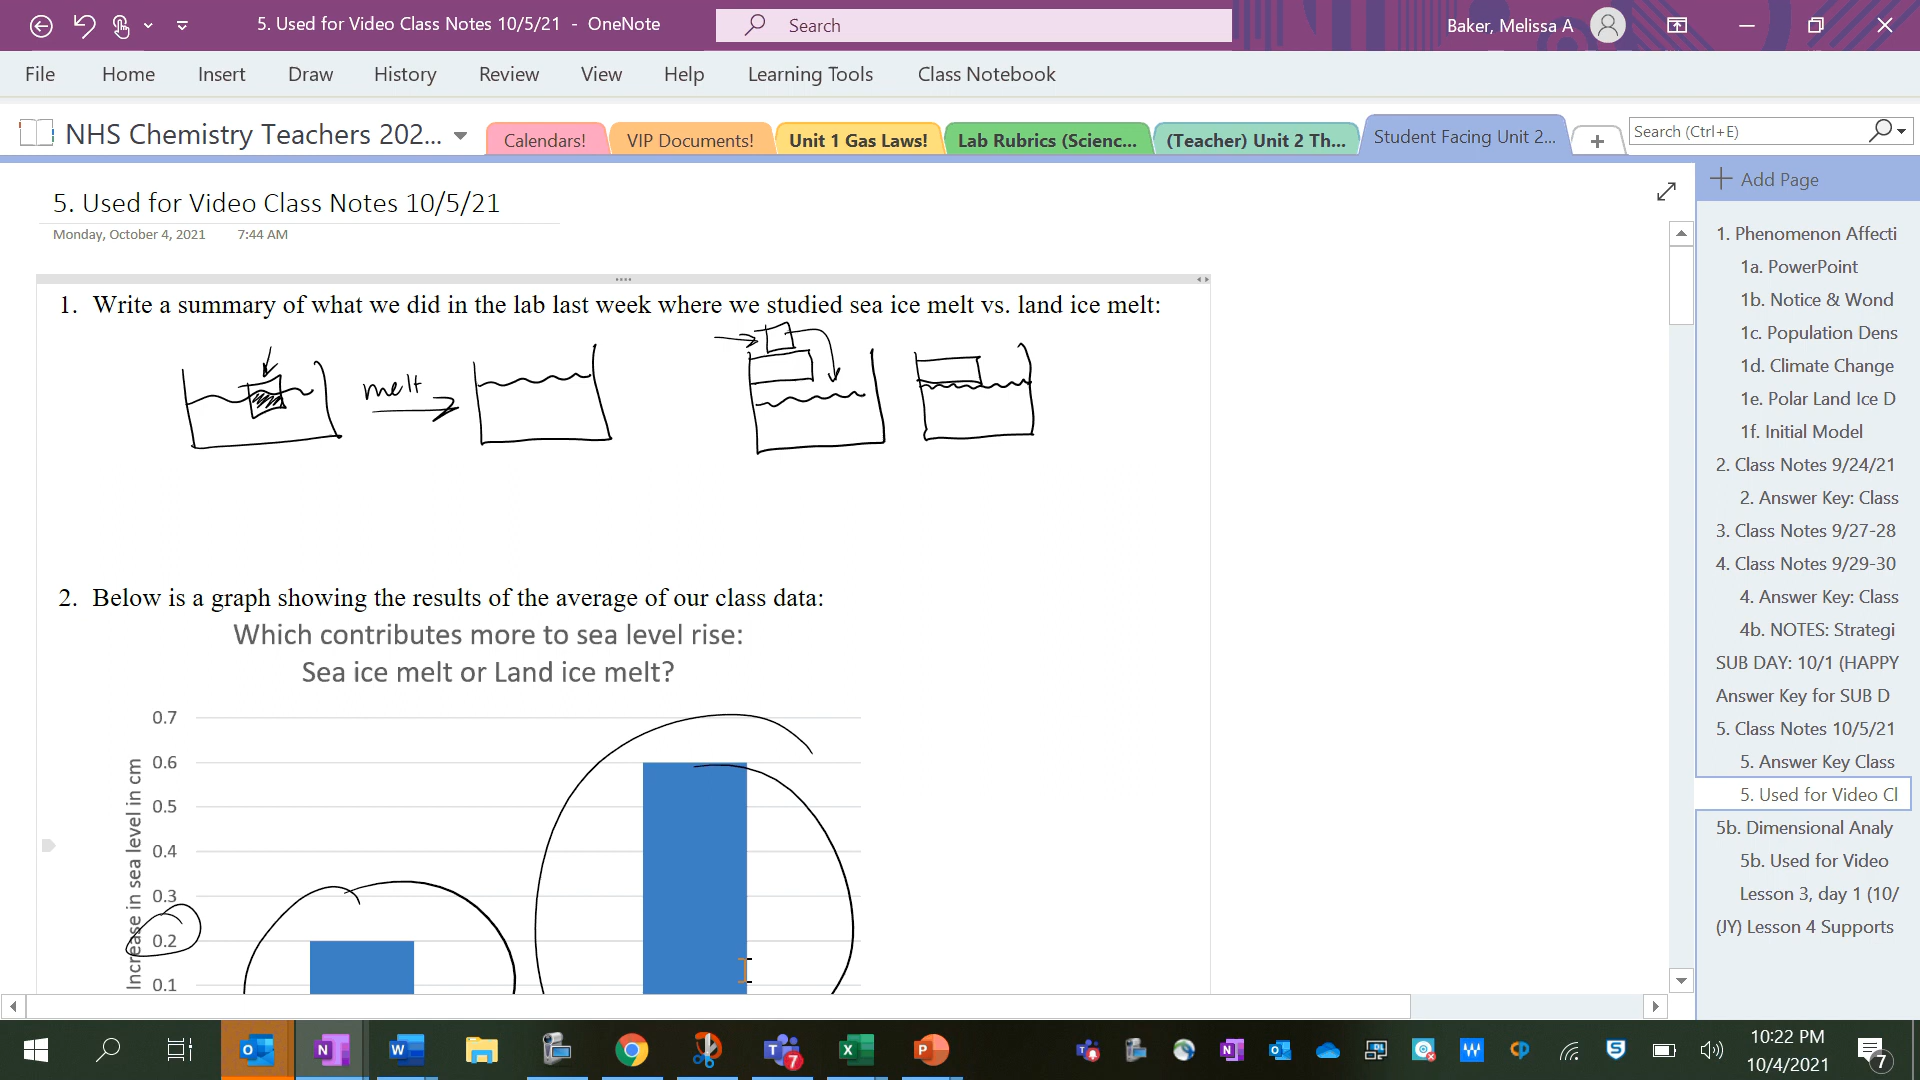 5. Used for Video Class Notes 10/5/21 - OneNote
Search
Baker, Melissa A
File Home Insert Draw History Review View Help Learning Tools Class Notebook
NHS Chemistry Teachers 202...
Calendars! VIP Documents! Unit 1 Gas Laws! Lab Rubrics (Scienc... (Teacher) Unit 2 Th... Student Facing Unit 2...
Search (Ctrl+E)
5. Used for Video Class Notes 10/5/21
Monday, October 4, 2021 7:44 AM
1. Write a summary of what we did in the lab last week where we studied sea ice melt vs. land ice melt:
melt
2. Below is a graph showing the results of the average of our class data:
Which contributes more to sea level rise:
Sea ice melt or Land ice melt?
Increase in sea level in cm
0.7
0.6
0.5
0.4
0.3
0.2
0.1
Add Page
1. Phenomenon Affecti
1a. PowerPoint
1b. Notice & Wond
1c. Population Dens
1d. Climate Change
1e. Polar Land Ice D
1f. Initial Model
2. Class Notes 9/24/21
2. Answer Key: Class
3. Class Notes 9/27-28
4. Class Notes 9/29-30
4. Answer Key: Class
4b. NOTES: Strategi
SUB DAY: 10/1 (HAPPY
Answer Key for SUB D
5. Class Notes 10/5/21
5. Answer Key Class
5. Used for Video Cl
5b. Dimensional Analy
5b. Used for Video
Lesson 3, day 1 (10/
(JY) Lesson 4 Supports
10:22 PM
10/4/2021
7
7